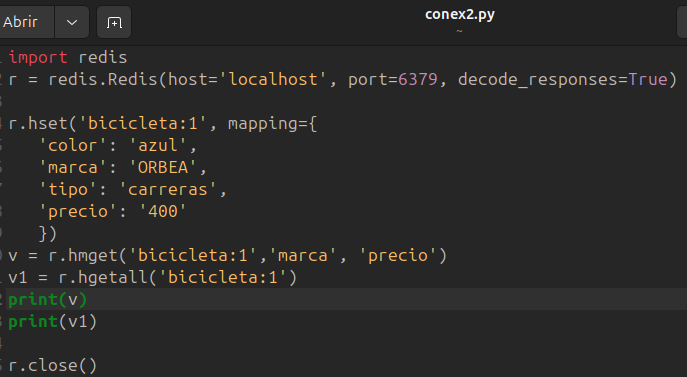 Abrir
conex2.py
~
import redis
r = redis.Redis(host='localhost', port=6379, decode_responses=True)
r.hset('bicicleta:1', mapping={
   'color': 'azul',
   'marca': 'ORBEA',
   'tipo': 'carreras',
   'precio': '400'
   })
v = r.hmget('bicicleta:1','marca', 'precio')
v1 = r.hgetall('bicicleta:1')
print(v)
print(v1)
r.close()